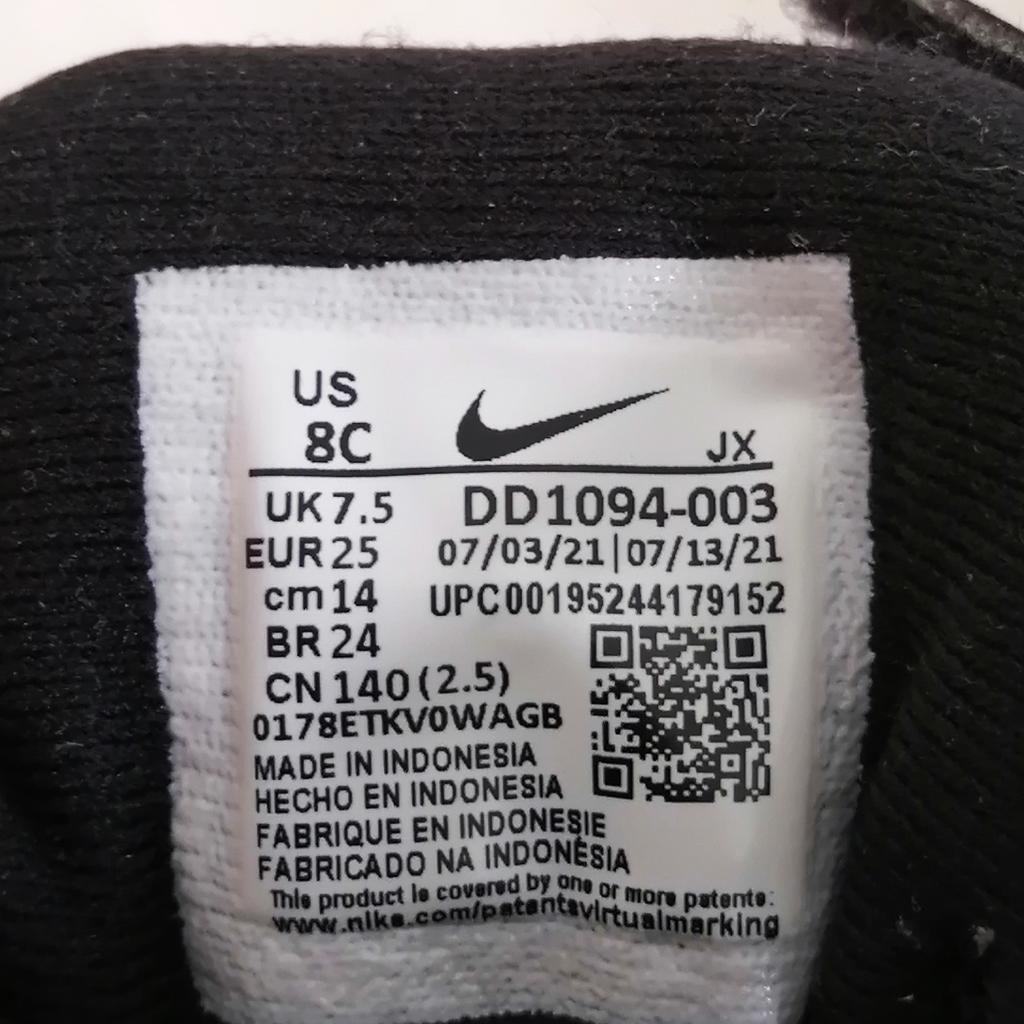 US
8C
JX
UK 7.5 DD1094-003
EUR 25 07/03/21|07/13/21
cm 14 UPC00195244179152
BR 24
CN 140 (2.5)
0178ETKV0WAGB
MADE IN INDONESIA
HECHO EN INDONESIA
FABRIQUE EN INDONESIE
FABRICADO NA INDONÉSIA
This product is covered by one or more patents:
www.nike.com/patentsvirtualmarking